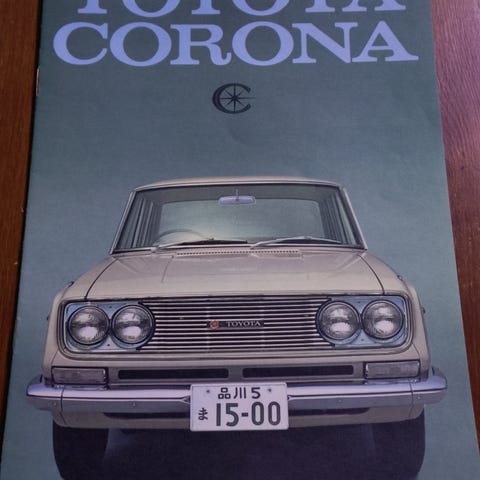 TOYOTA
CORONA
C
TOYOTA
品川 5
ま 15-00